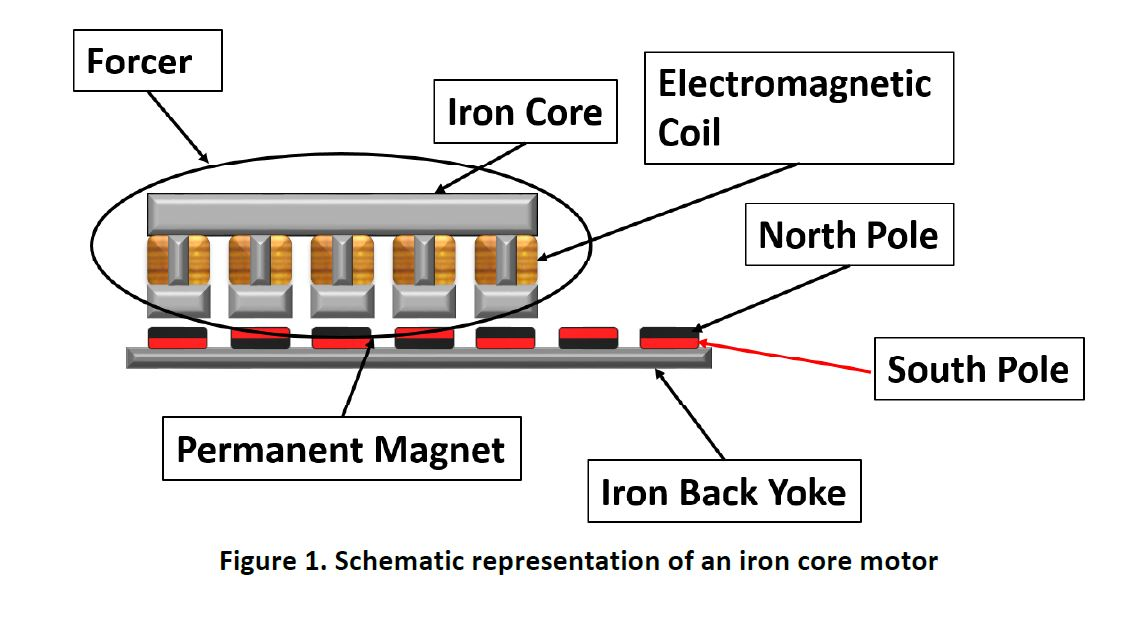 Forcer
Iron Core
Electromagnetic
Coil
North Pole
South Pole
Permanent Magnet
Iron Back Yoke
Figure 1. Schematic representation of an iron core motor